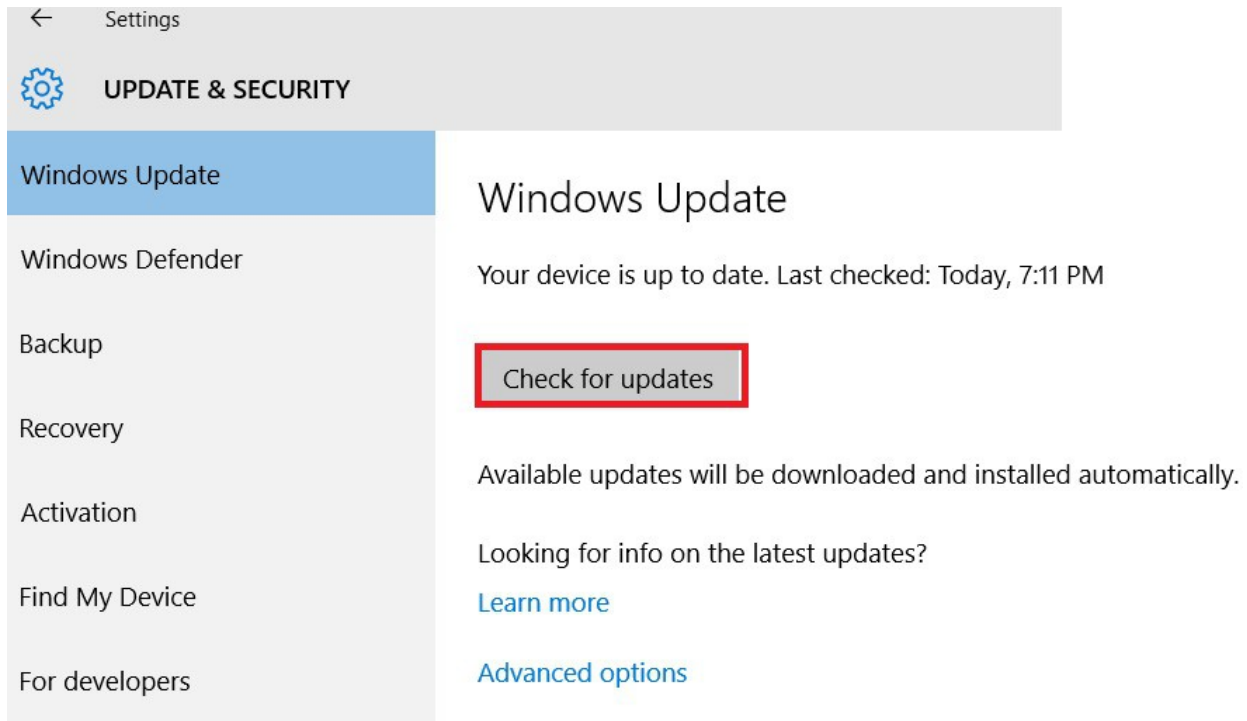 Settings
UPDATE & SECURITY
Windows Update
Windows Defender
Backup
Recovery
Activation
Find My Device
For developers
Windows Update
Your device is up to date. Last checked: Today, 7:11 PM
Check for updates
Available updates will be downloaded and installed automatically.
Looking for info on the latest updates?
Learn more
Advanced options